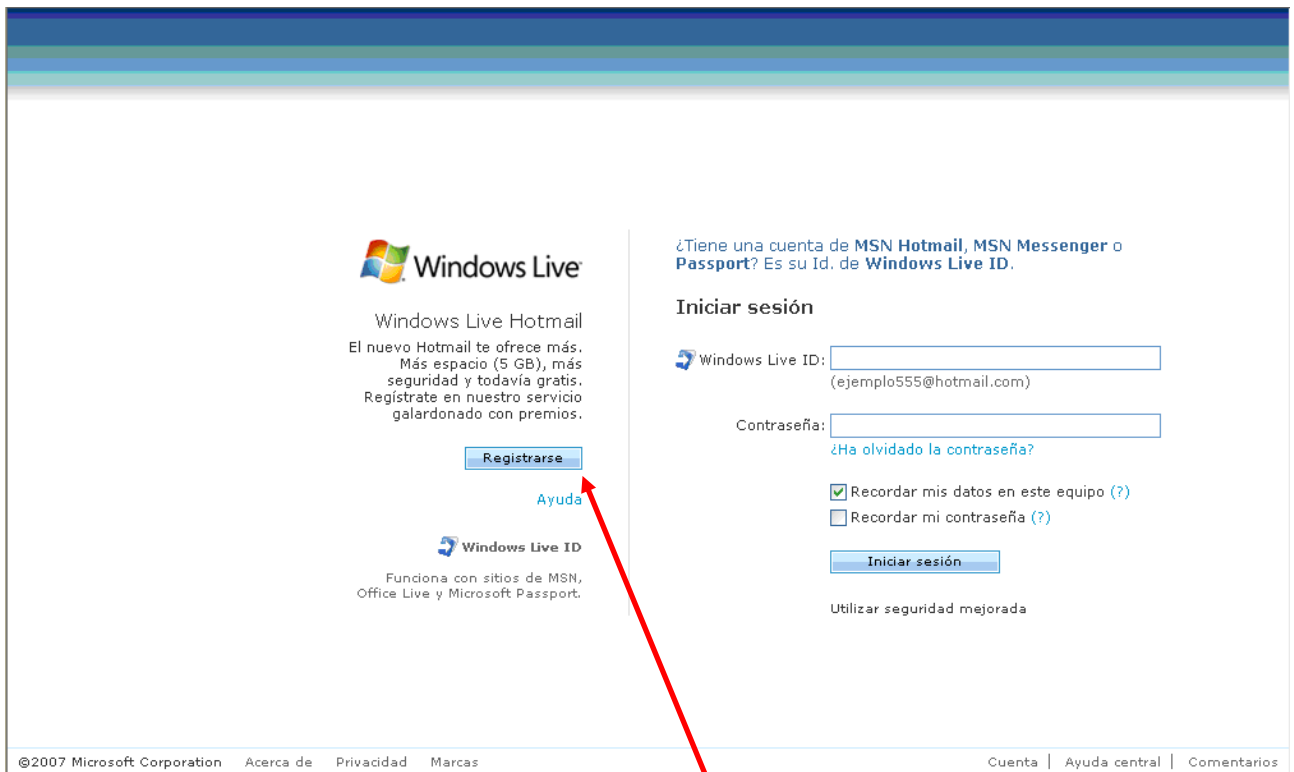 Windows Live
Windows Live Hotmail
El nuevo Hotmail te ofrece más.
Más espacio (5 GB), más
seguridad y todavía gratis.
Regístrate en nuestro servicio
galardonado con premios.
Registrarse
Ayuda
Windows Live ID
Funciona con sitios de MSN,
Office Live y Microsoft Passport.
¿Tiene una cuenta de MSN Hotmail, MSN Messenger o
Passport? Es su Id. de Windows Live ID.
Iniciar sesión
Windows Live ID:
(ejemplo555@hotmail.com)
Contraseña:
¿Ha olvidado la contraseña?
Recordar mis datos en este equipo (?)
Recordar mi contraseña (?)
Iniciar sesión
Utilizar seguridad mejorada
©2007 Microsoft Corporation Acerca de Privacidad Marcas Cuenta | Ayuda central | Comentarios